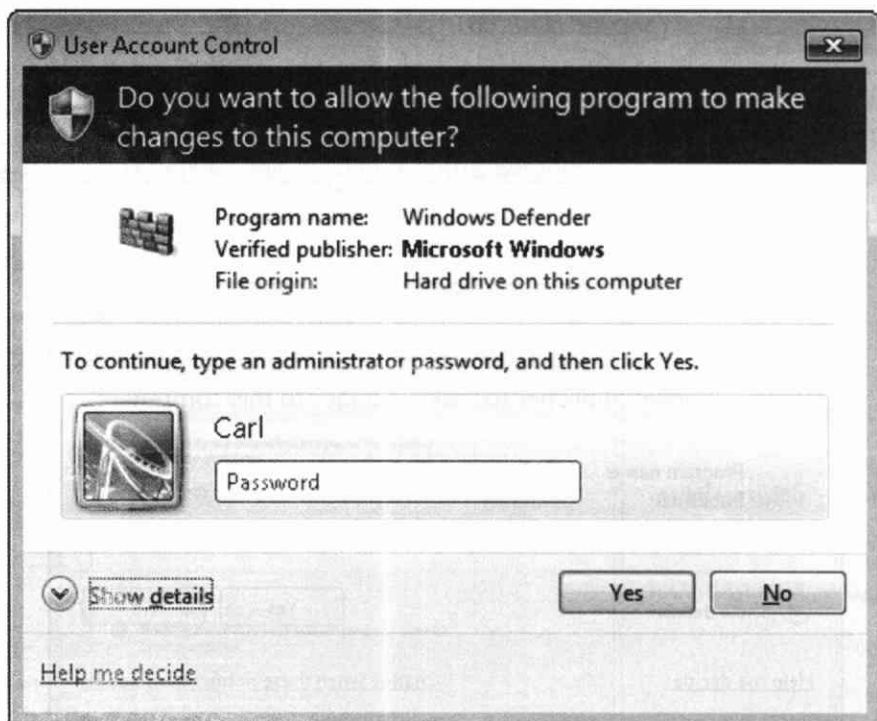 User Account Control
Do you want to allow the following program to make
changes to this computer?
Program name: Windows Defender
Verified publisher: Microsoft Windows
File origin: Hard drive on this computer
To continue, type an administrator password, and then click Yes.
Carl
Password
Show details
Yes
No
Help me decide